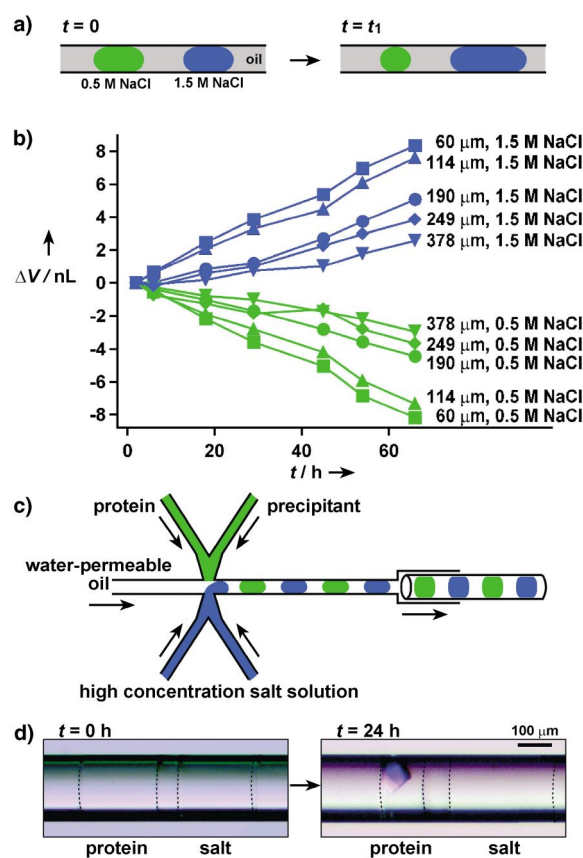 a)
t = 0
t = t1
oil
0.5 M NaCl
1.5 M NaCl
b)
8
6
4
2
0
-2
-4
-6
-8
ΔV / nL
0
20
40
60
t / h
60 µm, 1.5 M NaCl
114 µm, 1.5 M NaCl
190 µm, 1.5 M NaCl
249 µm, 1.5 M NaCl
378 µm, 1.5 M NaCl
378 µm, 0.5 M NaCl
249 µm, 0.5 M NaCl
190 µm, 0.5 M NaCl
114 µm, 0.5 M NaCl
60 µm, 0.5 M NaCl
c)
protein
precipitant
water-permeable
oil
high concentration salt solution
d)
t = 0 h
t = 24 h
100 µm
protein
salt
protein
salt